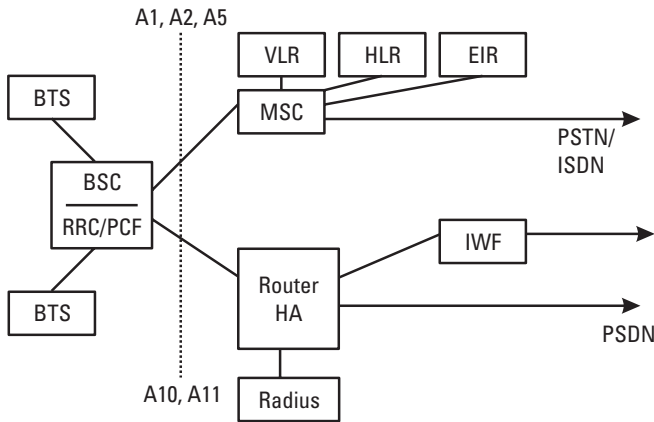 A1, A2, A5
VLR
HLR
EIR
BTS
MSC
PSTN/
ISDN
BSC
RRC/PCF
IWF
Router
HA
BTS
PSDN
A10, A11
Radius